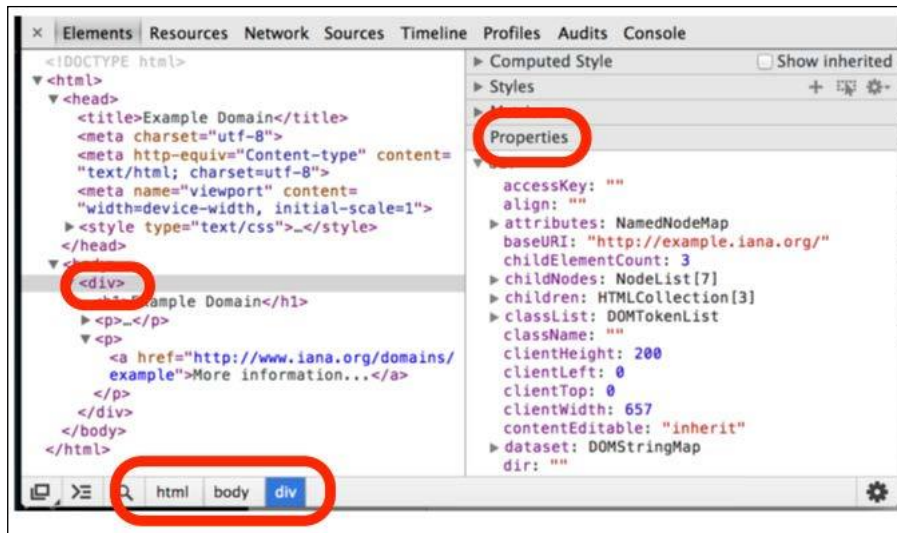 × Elements Resources Network Sources Timeline Profiles Audits Console
<!DOCTYPE html>
▼<html>
▼<head>
<title>Example Domain</title>
<meta charset="utf-8">
<meta http-equiv="Content-type" content=
"text/html; charset=utf-8">
<meta name="viewport" content=
"width=device-width, initial-scale=1">
▶<style type="text/css">…</style>
</head>
▼
<div>
Example Domain</h1>
▶<p>…</p>
▼<p>
<a href="http://www.iana.org/domains/
example">More information...</a>
</p>
</div>
</body>
</html>
html body div
▶ Computed Style Show inherited
▶ Styles
Properties
accessKey: ""
align: ""
▶ attributes: NamedNodeMap
baseURI: "http://example.iana.org/"
childElementCount: 3
▶ childNodes: NodeList[7]
▶ children: HTMLCollection[3]
▶ classList: DOMTokenList
className: ""
clientHeight: 200
clientLeft: 0
clientTop: 0
clientWidth: 657
contentEditable: "inherit"
▶ dataset: DOMStringMap
dir: ""